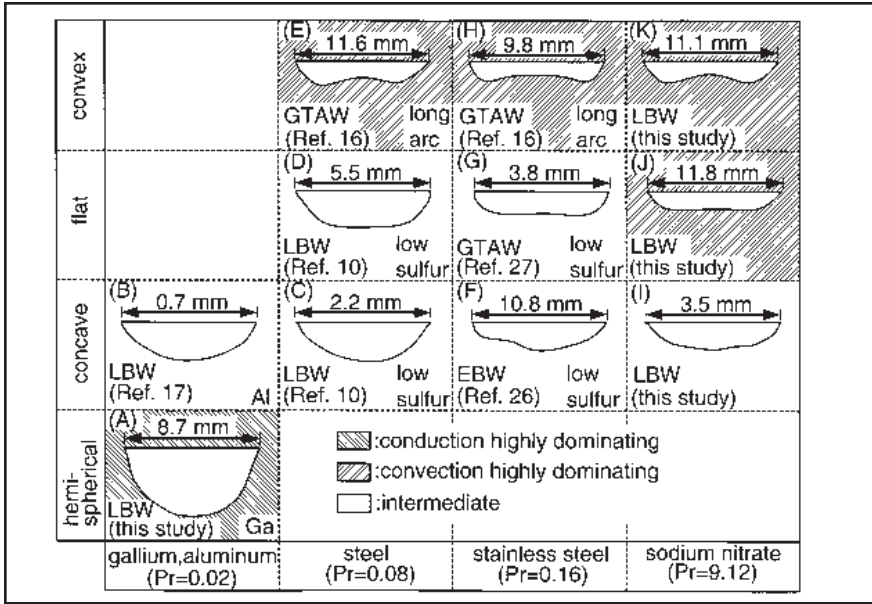 convex
(E)
11.6 mm
GTAW long
(Ref. 16) arc
(H)
9.8 mm
GTAW long
(Ref. 16) arc
(K)
11.1 mm
LBW
(this study)
flat
(D)
5.5 mm
LBW low
(Ref. 10) sulfur
(G)
3.8 mm
GTAW low
(Ref. 27) sulfur
(J)
11.8 mm
LBW
(this study)
concave
(B)
0.7 mm
LBW
(Ref. 17) Al
(C)
2.2 mm
LBW low
(Ref. 10) sulfur
(F)
10.8 mm
EBW low
(Ref. 26) sulfur
(I)
3.5 mm
LBW
(this study)
hemi-
spherical
(A)
8.7 mm
LBW
(this study) Ga
:conduction highly dominating
:convection highly dominating
:intermediate
gallium,aluminum
(Pr=0.02)
steel
(Pr=0.08)
stainless steel
(Pr=0.16)
sodium nitrate
(Pr=9.12)